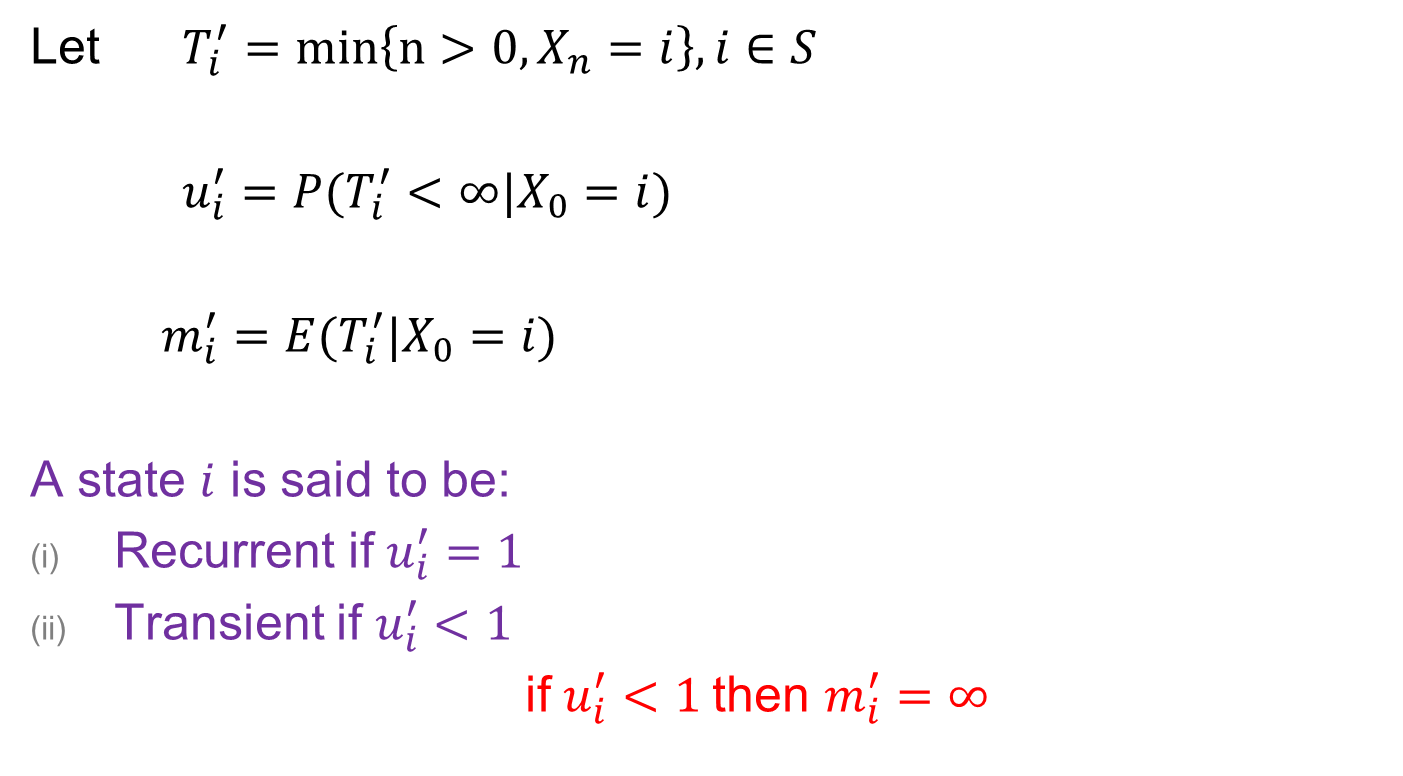 Let T′ᵢ = min{n > 0, Xₙ = i}, i ∈ S
u′ᵢ = P(T′ᵢ < ∞|X₀ = i)
m′ᵢ = E(T′ᵢ|X₀ = i)
A state i is said to be:
(i) Recurrent if u′ᵢ = 1
(ii) Transient if u′ᵢ < 1
if u′ᵢ < 1 then m′ᵢ = ∞